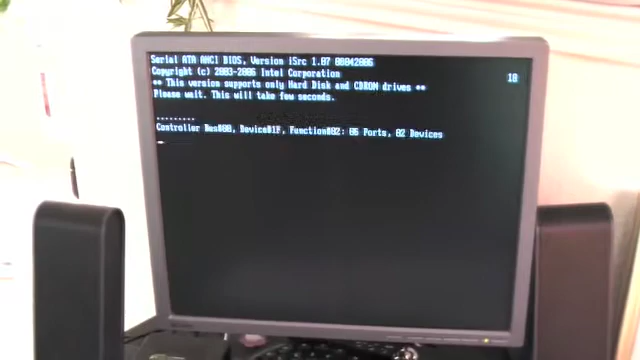 Serial ATA AHCI BIOS, Version iSrc 1.07 08042006
Copyright (c) 2003-2006 Intel Corporation
** This version supports only Hard Disk and CDROM drives **
Please wait. This will take few seconds.
18
.........
Controller Bus#00, Device#1F, Function#02: 06 Ports, 02 Devices